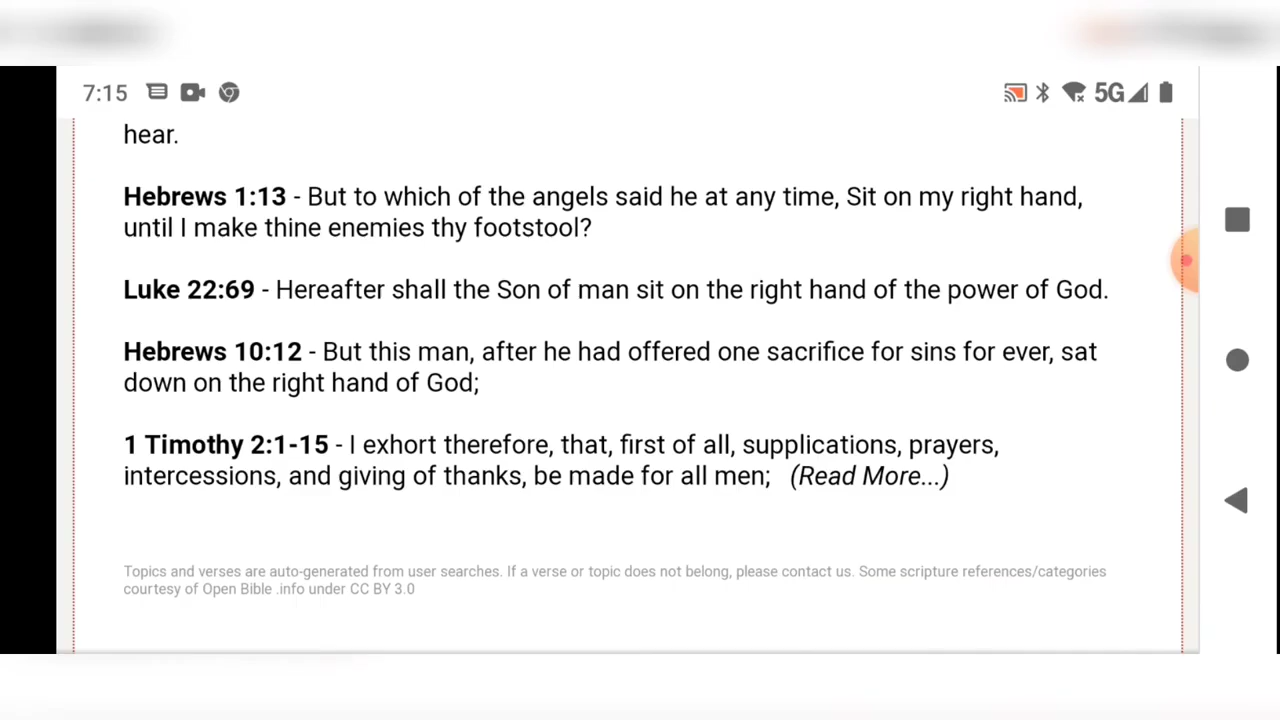 7:15
5G
hear.
Hebrews 1:13 - But to which of the angels said he at any time, Sit on my right hand,
until I make thine enemies thy footstool?
Luke 22:69 - Hereafter shall the Son of man sit on the right hand of the power of God.
Hebrews 10:12 - But this man, after he had offered one sacrifice for sins for ever, sat
down on the right hand of God;
1 Timothy 2:1-15 - I exhort therefore, that, first of all, supplications, prayers,
intercessions, and giving of thanks, be made for all men; (Read More...)
Topics and verses are auto-generated from user searches. If a verse or topic does not belong, please contact us. Some scripture references/categories
courtesy of Open Bible .info under CC BY 3.0